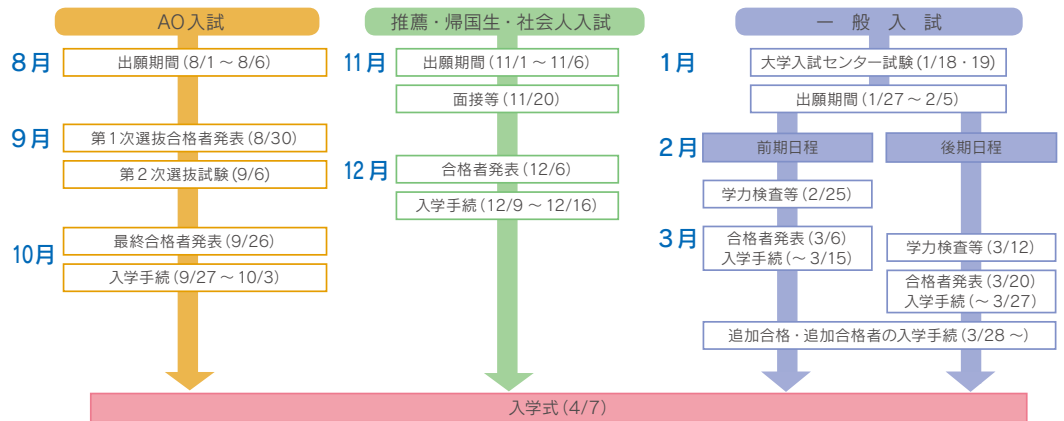 AO入試
8月
出願期間(8/1～8/6)
9月
第1次選抜合格者発表(8/30)
第2次選抜試験(9/6)
10月
最終合格者発表(9/26)
入学手続(9/27～10/3)
推薦・帰国生・社会人入試
11月
出願期間(11/1～11/6)
面接等(11/20)
12月
合格者発表(12/6)
入学手続(12/9～12/16)
一般入試
1月
大学入試センター試験(1/18・19)
出願期間(1/27～2/5)
2月
前期日程
後期日程
学力検査等(2/25)
3月
合格者発表(3/6)
入学手続(～3/15)
学力検査等(3/12)
合格者発表(3/20)
入学手続(～3/27)
追加合格・追加合格者の入学手続(3/28～)
入学式(4/7)